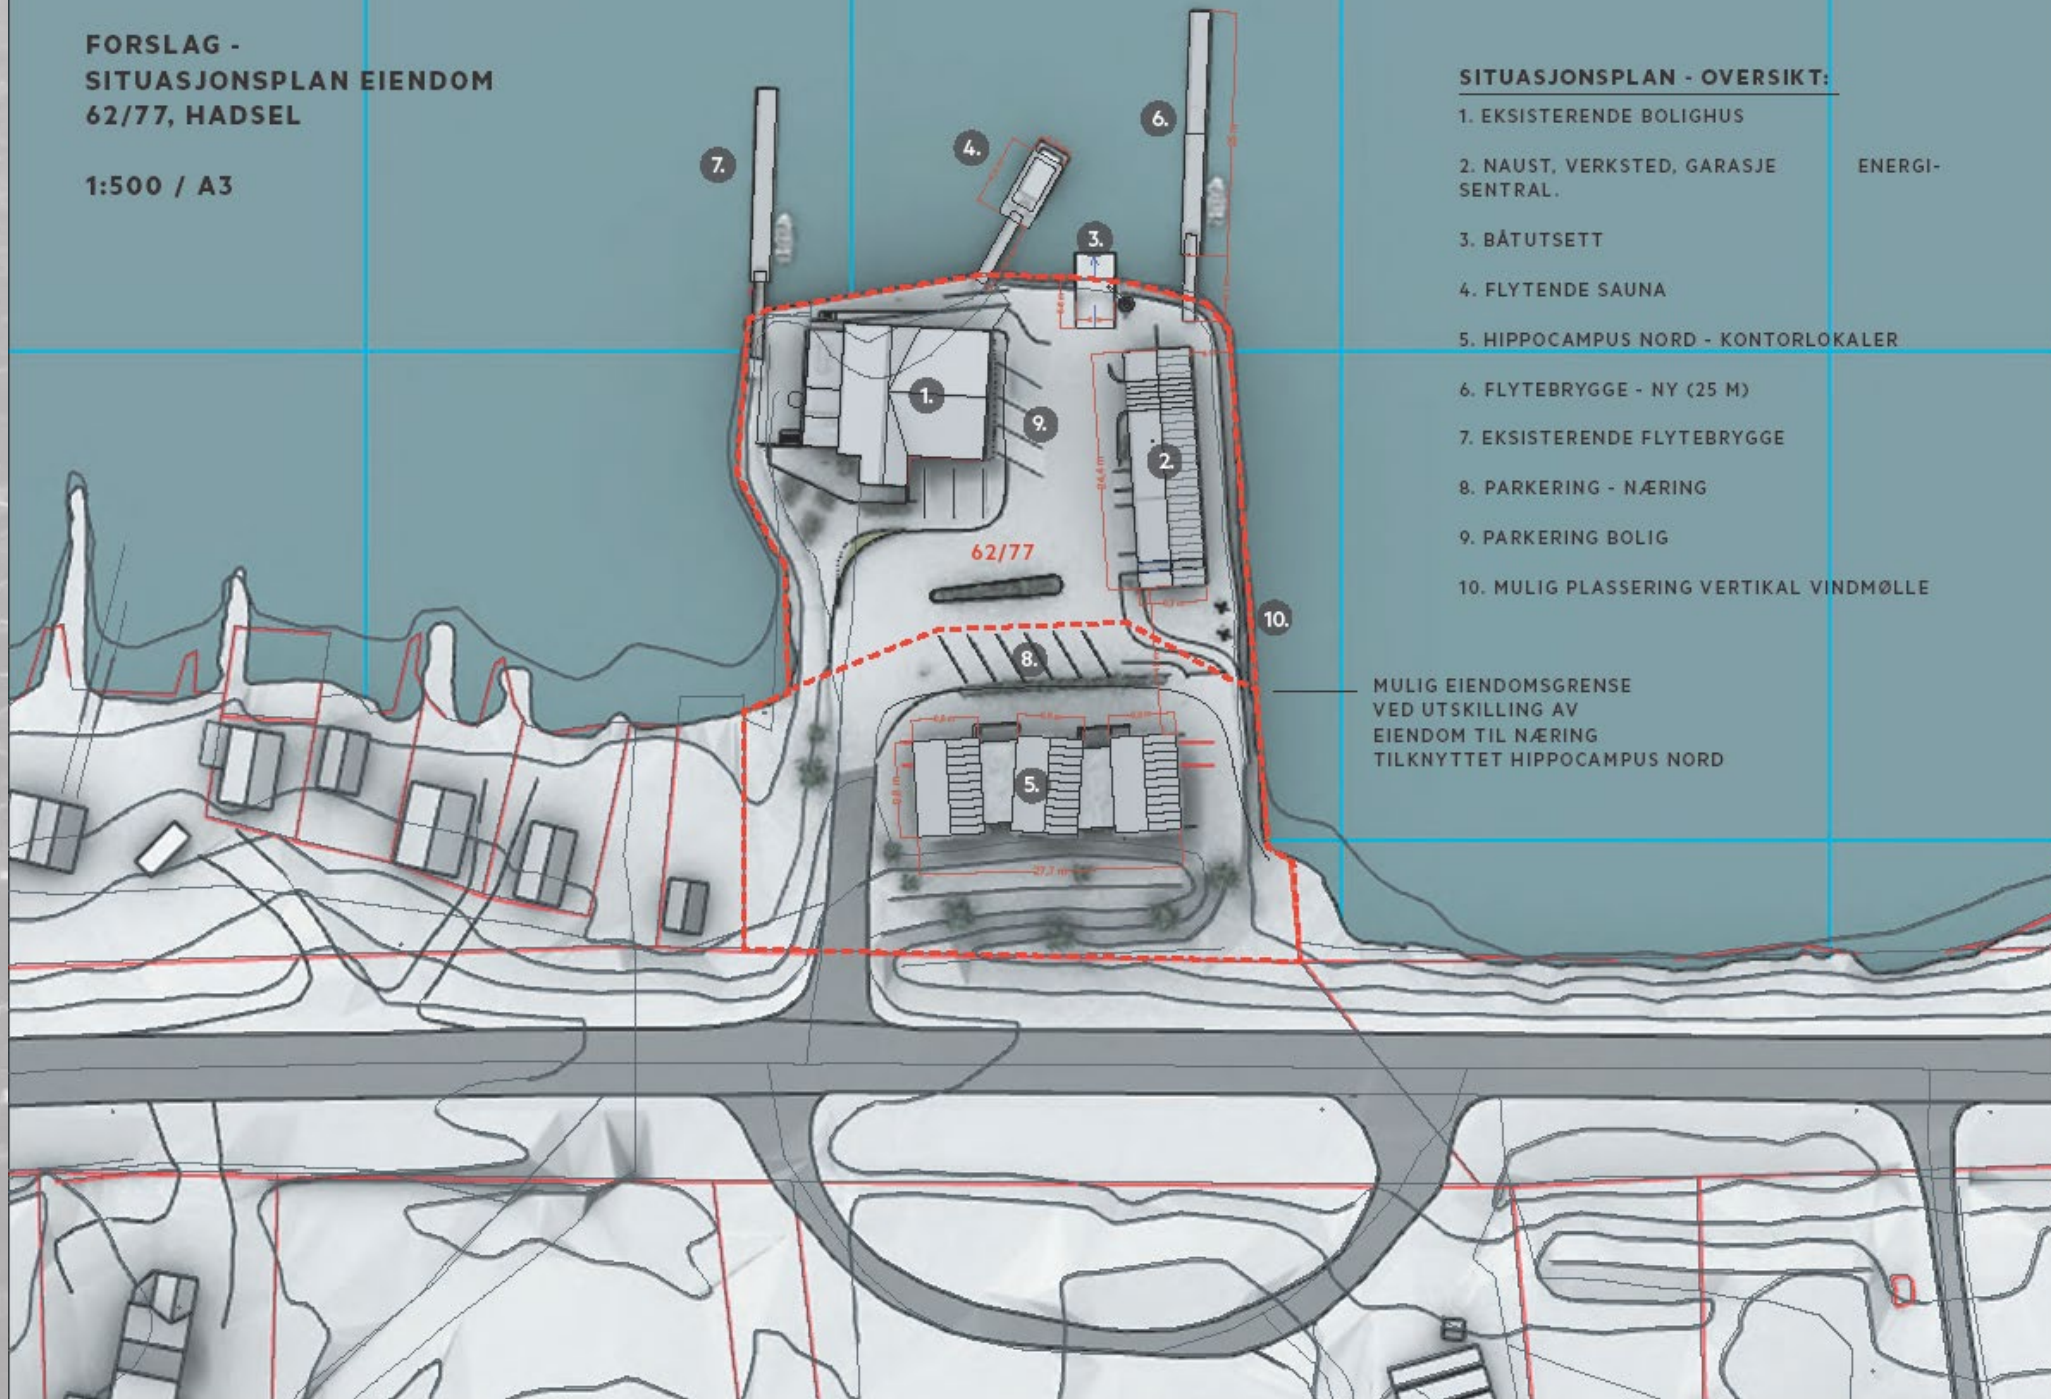 FORSLAG -
SITUASJONSPLAN EIENDOM
62/77, HADSEL
1:500 / A3
SITUASJONSPLAN - OVERSIKT:
1. EKSISTERENDE BOLIGHUS
2. NAUST, VERKSTED, GARASJE ENERGI-
SENTRAL.
3. BÅTUTSETT
4. FLYTENDE SAUNA
5. HIPPOCAMPUS NORD - KONTORLOKALER
6. FLYTEBRYGGE - NY (25 M)
7. EKSISTERENDE FLYTEBRYGGE
8. PARKERING - NÆRING
9. PARKERING BOLIG
10. MULIG PLASSERING VERTIKAL VINDMØLLE
MULIG EIENDOMSGRENSE
VED UTSKILLING AV
EIENDOM TIL NÆRING
TILKNYTTET HIPPOCAMPUS NORD
6.
4.
7.
3.
1.
9.
2.
62/77
10.
8.
5.
27,7 m